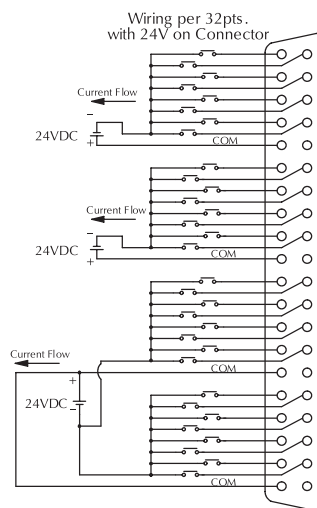 Wiring per 32pts.
with 24V on Connector
Current Flow
–
24VDC
+
COM
Current Flow
–
24VDC
+
COM
Current Flow
+
24VDC
–
COM
COM